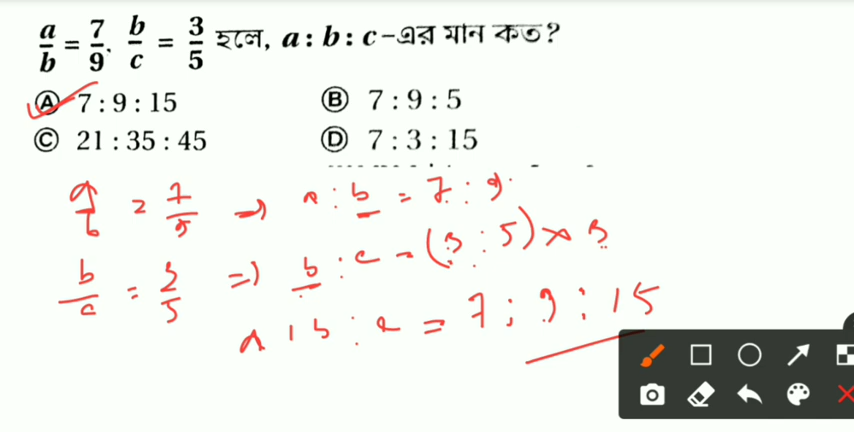 a/b = 7/9, b/c = 3/5 হলে, a : b : c -এর মান কত?
Ⓐ 7 : 9 : 15 Ⓑ 7 : 9 : 5
Ⓒ 21 : 35 : 45 Ⓓ 7 : 3 : 15
a/b = 7/9 => a : b = 7 : 9
b/c = 3/5 => b : c = (3 : 5) × 3
a : b : c = 7 : 9 : 15